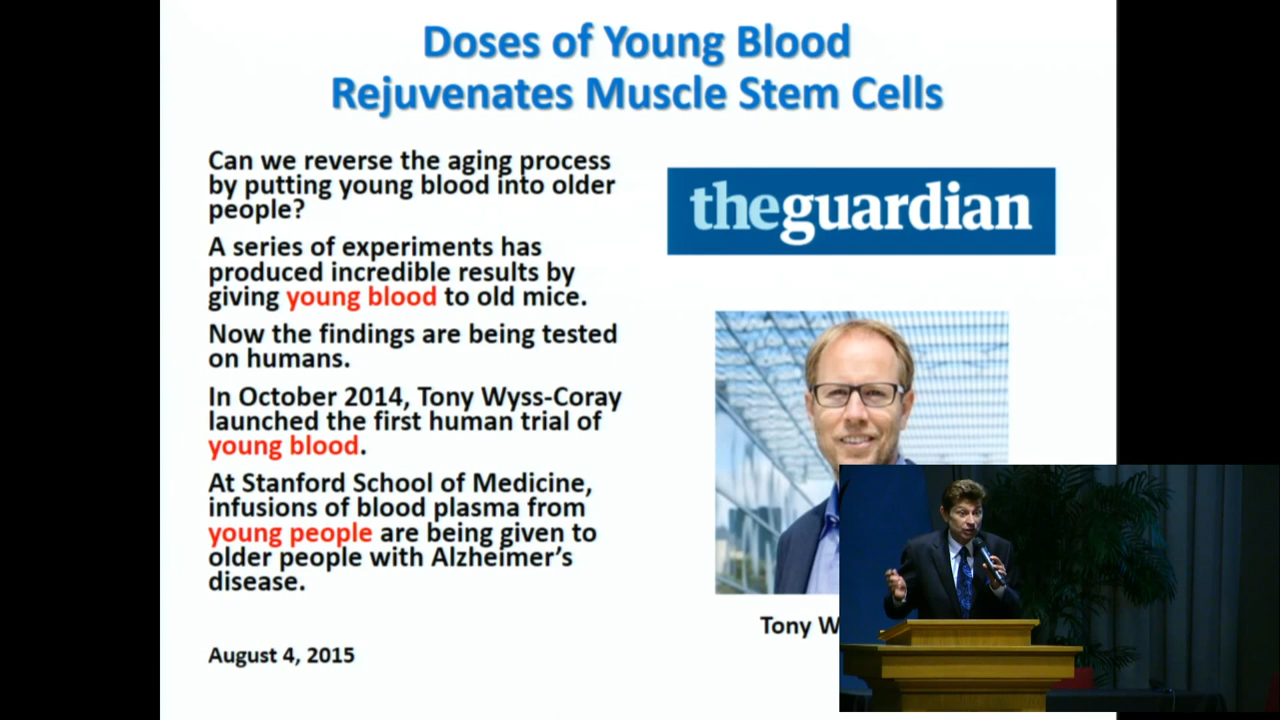 Doses of Young Blood
Rejuvenates Muscle Stem Cells
Can we reverse the aging process
by putting young blood into older
people?
A series of experiments has
produced incredible results by
giving young blood to old mice.
Now the findings are being tested
on humans.
In October 2014, Tony Wyss-Coray
launched the first human trial of
young blood.
At Stanford School of Medicine,
infusions of blood plasma from
young people are being given to
older people with Alzheimer's
disease.
August 4, 2015
theguardian
Tony W